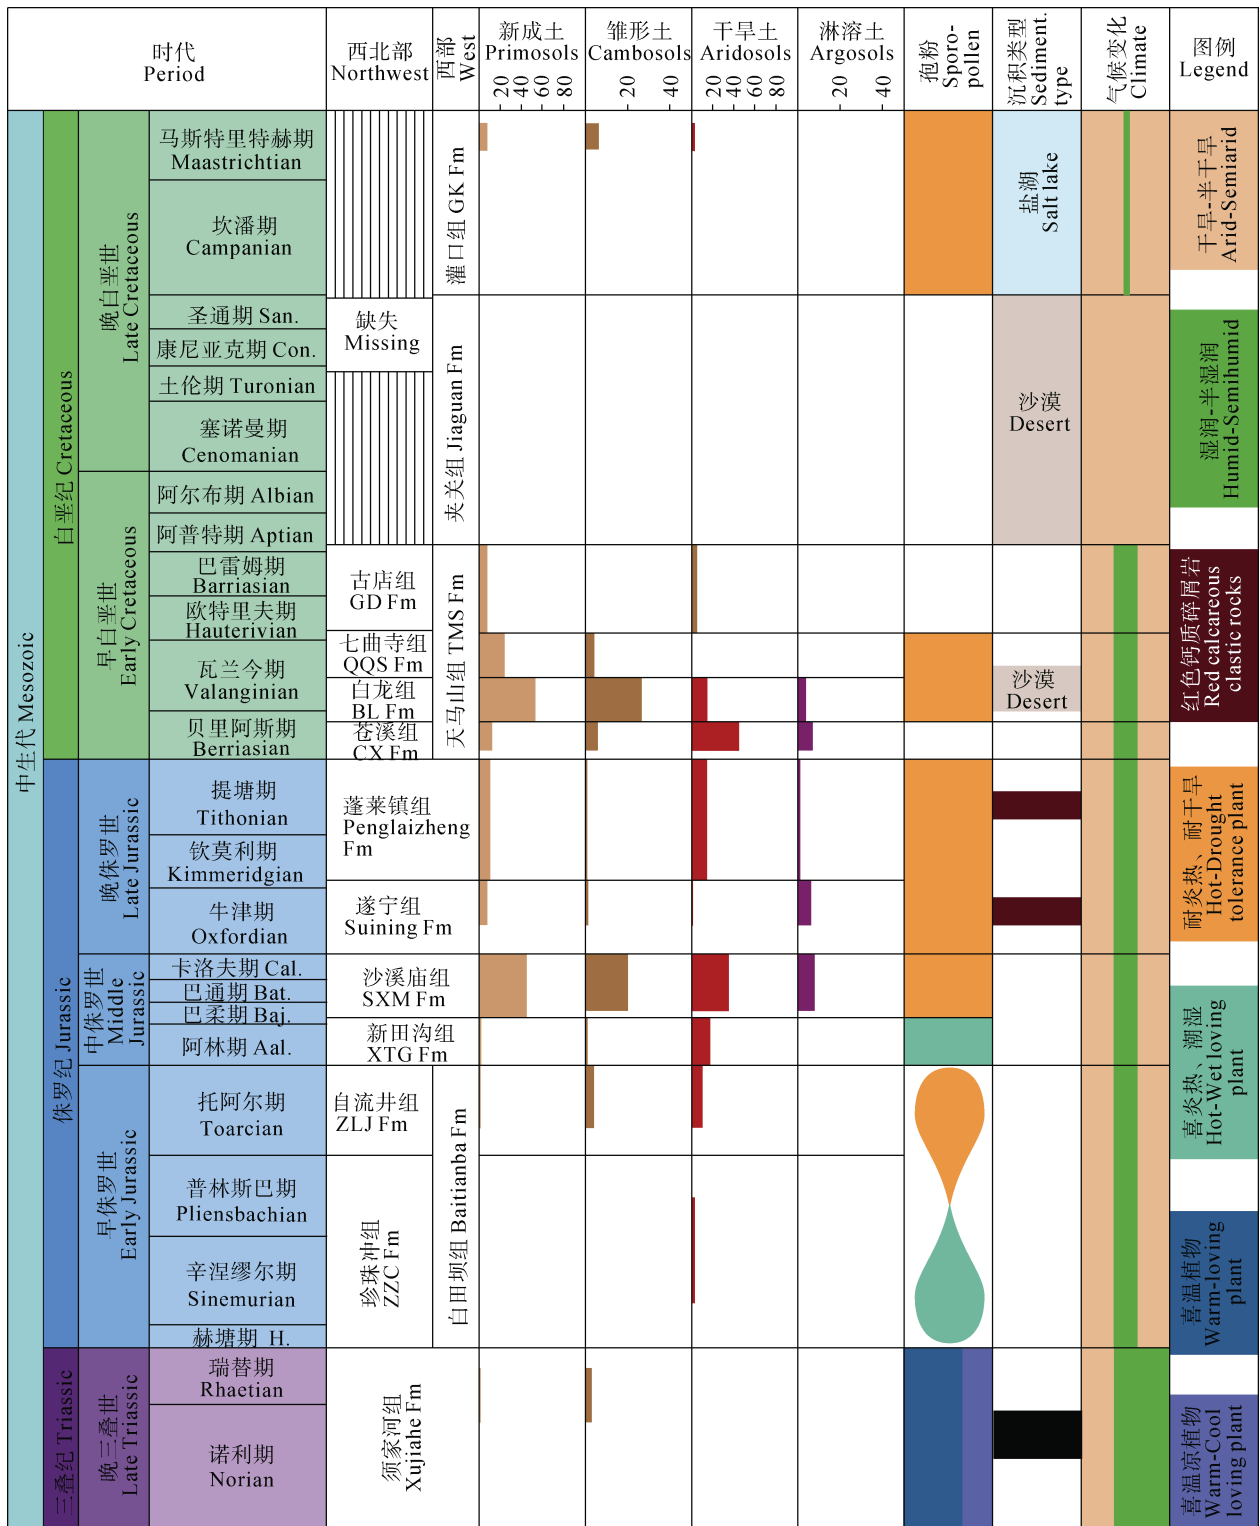 时代
Period
西北部
Northwest
西部
West
新成土
Primosols
20 40 60 80
雏形土
Cambosols
20 40
干旱土
Aridosols
20 40 60 80
淋溶土
Argosols
20 40
孢粉
Sporo-
pollen
沉积类型
Sediment.
type
气候变化
Climate
图例
Legend
中生代 Mesozoic
白垩纪 Cretaceous
晚白垩世
Late Cretaceous
马斯特里特赫期
Maastrichtian
坎潘期
Campanian
圣通期 San.
康尼亚克期 Con.
土伦期 Turonian
塞诺曼期
Cenomanian
早白垩世
Early Cretaceous
阿尔布期 Albian
阿普特期 Aptian
巴雷姆期
Barriasian
欧特里夫期
Hauterivian
瓦兰今期
Valanginian
贝里阿斯期
Berriasian
侏罗纪 Jurassic
晚侏罗世
Late Jurassic
提塘期
Tithonian
钦莫利期
Kimmeridgian
牛津期
Oxfordian
中侏罗世
Middle
Jurassic
卡洛夫期 Cal.
巴通期 Bat.
巴柔期 Baj.
阿林期 Aal.
早侏罗世
Early Jurassic
托阿尔期
Toarcian
普林斯巴期
Pliensbachian
辛涅缪尔期
Sinemurian
赫塘期 H.
三叠纪 Triassic
晚三叠世
Late Triassic
瑞替期
Rhaetian
诺利期
Norian
缺失
Missing
古店组
GD Fm
七曲寺组
QQS Fm
白龙组
BL Fm
苍溪组
CX Fm
蓬莱镇组
Penglaizheng
Fm
遂宁组
Suining Fm
沙溪庙组
SXM Fm
新田沟组
XTG Fm
自流井组
ZLJ Fm
珍珠冲组
ZZC Fm
须家河组
Xujiahe Fm
灌口组 GK Fm
夹关组 Jiaguan Fm
天马山组 TMS Fm
白田坝组 Baitianba Fm
盐湖
Salt lake
沙漠
Desert
沙漠
Desert
干旱-半干旱
Arid-Semiarid
湿润-半湿润
Humid-Semihumid
红色钙质碎屑岩
Red calcareous
clastic rocks
耐炎热、耐干旱
Hot-Drought
tolerance plant
喜炎热、潮湿
Hot-Wet loving
plant
喜温植物
Warm-loving
plant
喜温凉植物
Warm-Cool
loving plant